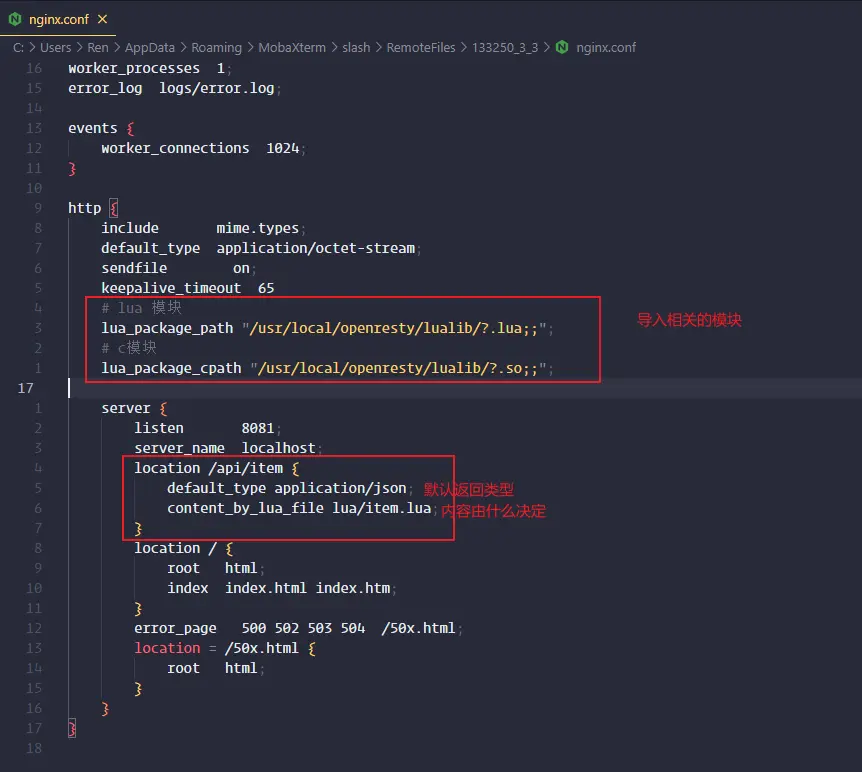 nginx.conf ×
C: > Users > Ren > AppData > Roaming > MobaXterm > slash > RemoteFiles > 133250_3_3 > nginx.conf
16 worker_processes  1;
15 error_log  logs/error.log;
14
13 events {
12     worker_connections  1024;
11 }
10
9 http {
8     include       mime.types;
7     default_type  application/octet-stream;
6     sendfile        on;
5     keepalive_timeout  65
4     # lua 模块
3     lua_package_path "/usr/local/openresty/lualib/?.lua;;"; 导入相关的模块
2     # c模块
1     lua_package_cpath "/usr/local/openresty/lualib/?.so;;";
17
1     server {
2         listen       8081;
3         server_name  localhost;
4         location /api/item {
5             default_type application/json; 默认返回类型
6             content_by_lua_file lua/item.lua; 内容由什么决定
7         }
8         location / {
9             root   html;
10             index  index.html index.htm;
11         }
12         error_page   500 502 503 504  /50x.html;
13         location = /50x.html {
14             root   html;
15         }
16     }
17 }
18